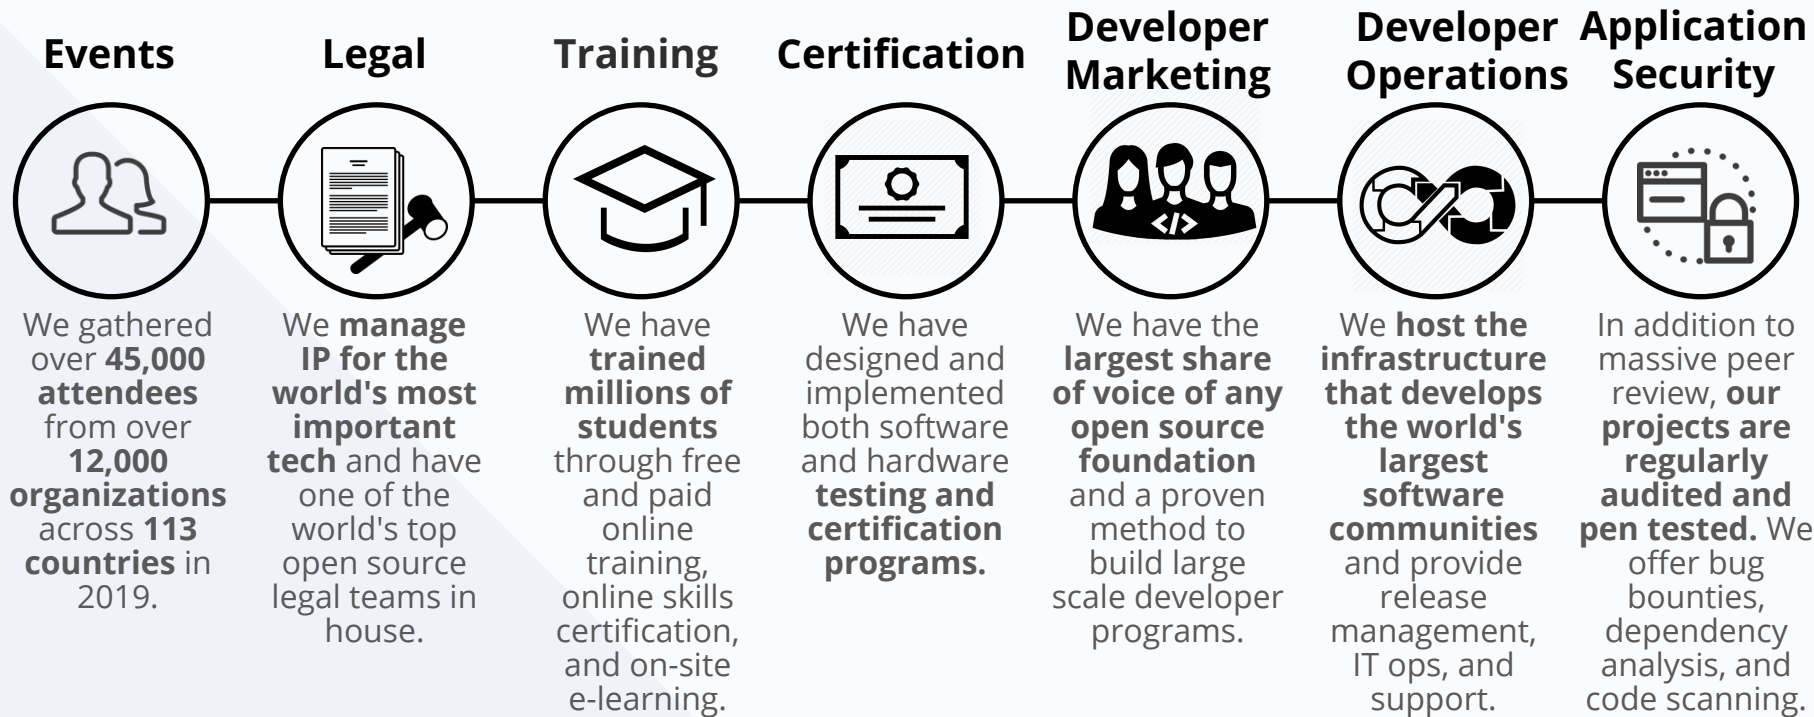 Events
We gathered
over 45,000
attendees
from over
12,000
organizations
across 113
countries in
2019.
Legal
We manage
IP for the
world's most
important
tech and have
one of the
world's top
open source
legal teams in
house.
Training
We have
trained
millions of
students
through free
and paid
online
training,
online skills
certification,
and on-site
e-learning.
Certification
We have
designed and
implemented
both software
and hardware
testing and
certification
programs.
Developer
Marketing
</>
We have the
largest share
of voice of any
open source
foundation
and a proven
method to
build large
scale developer
programs.
Developer
Operations
We host the
infrastructure
that develops
the world's
largest
software
communities
and provide
release
management,
IT ops, and
support.
Application
Security
In addition to
massive peer
review, our
projects are
regularly
audited and
pen tested. We
offer bug
bounties,
dependency
analysis, and
code scanning.